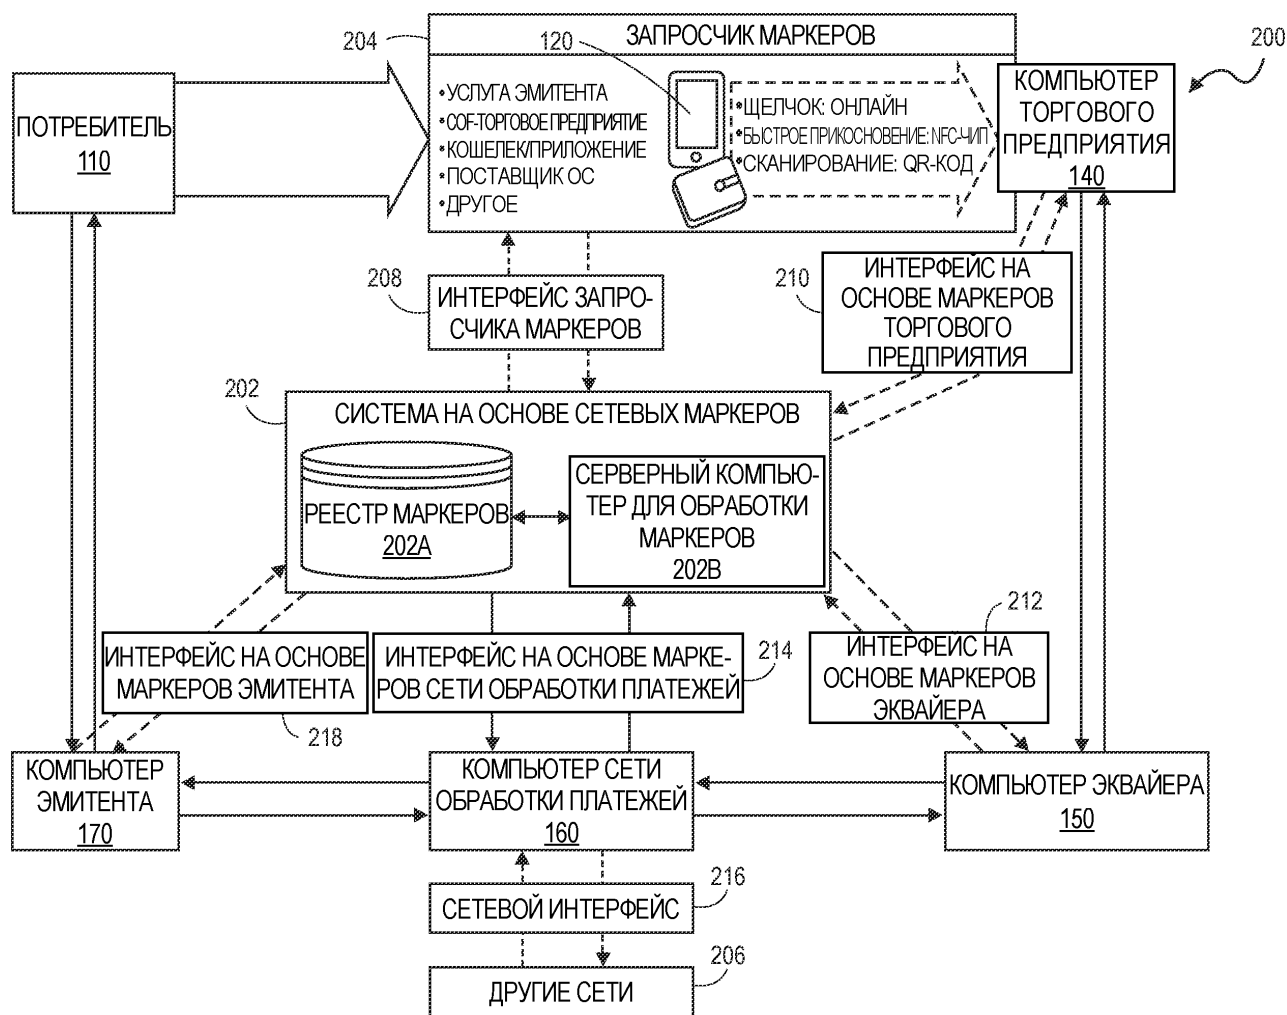 204
ЗАПРОСЧИК МАРКЕРОВ
120
200
ПОТРЕБИТЕЛЬ
110
•УСЛУГА ЭМИТЕНТА
•COF-ТОРГОВОЕ ПРЕДПРИЯТИЕ
•КОШЕЛЕК/ПРИЛОЖЕНИЕ
•ПОСТАВЩИК ОС
•ДРУГОЕ
•ЩЕЛЧОК: ОНЛАЙН
•БЫСТРОЕ ПРИКОСНОВЕНИЕ: NFC-ЧИП
•СКАНИРОВАНИЕ: QR-КОД
КОМПЬЮТЕР
ТОРГОВОГО
ПРЕДПРИЯТИЯ
140
208
ИНТЕРФЕЙС ЗАПРО-
СЧИКА МАРКЕРОВ
210
ИНТЕРФЕЙС НА
ОСНОВЕ МАРКЕРОВ
ТОРГОВОГО
ПРЕДПРИЯТИЯ
202
СИСТЕМА НА ОСНОВЕ СЕТЕВЫХ МАРКЕРОВ
РЕЕСТР МАРКЕРОВ
202A
СЕРВЕРНЫЙ КОМПЬЮ-
ТЕР ДЛЯ ОБРАБОТКИ
МАРКЕРОВ
202B
ИНТЕРФЕЙС НА ОСНОВЕ
МАРКЕРОВ ЭМИТЕНТА
218
ИНТЕРФЕЙС НА ОСНОВЕ МАРКЕ-
РОВ СЕТИ ОБРАБОТКИ ПЛАТЕЖЕЙ
214
212
ИНТЕРФЕЙС НА
ОСНОВЕ МАРКЕРОВ
ЭКВАЙЕРА
КОМПЬЮТЕР
ЭМИТЕНТА
170
КОМПЬЮТЕР СЕТИ
ОБРАБОТКИ ПЛАТЕЖЕЙ
160
КОМПЬЮТЕР ЭКВАЙЕРА
150
216
СЕТЕВОЙ ИНТЕРФЕЙС
206
ДРУГИЕ СЕТИ